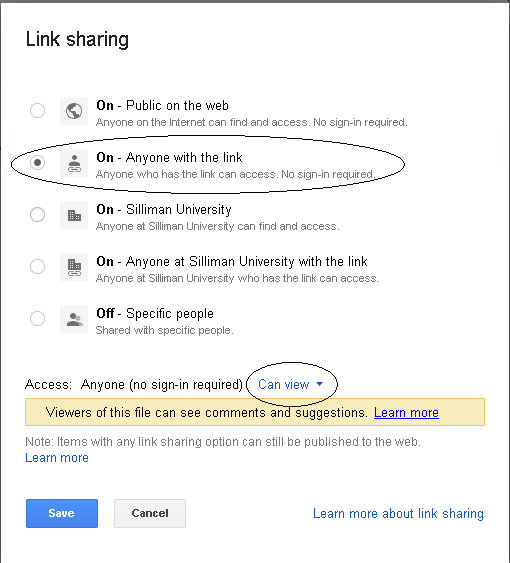 Link sharing
On - Public on the web
Anyone on the Internet can find and access. No sign-in required.
On - Anyone with the link
Anyone who has the link can access. No sign-in required.
On - Silliman University
Anyone at Silliman University can find and access.
On - Anyone at Silliman University with the link
Anyone at Silliman University who has the link can access.
Off - Specific people
Shared with specific people.
Access: Anyone (no sign-in required) Can view
Viewers of this file can see comments and suggestions. Learn more
Note: Items with any link sharing option can still be published to the web.
Learn more
Save Cancel Learn more about link sharing